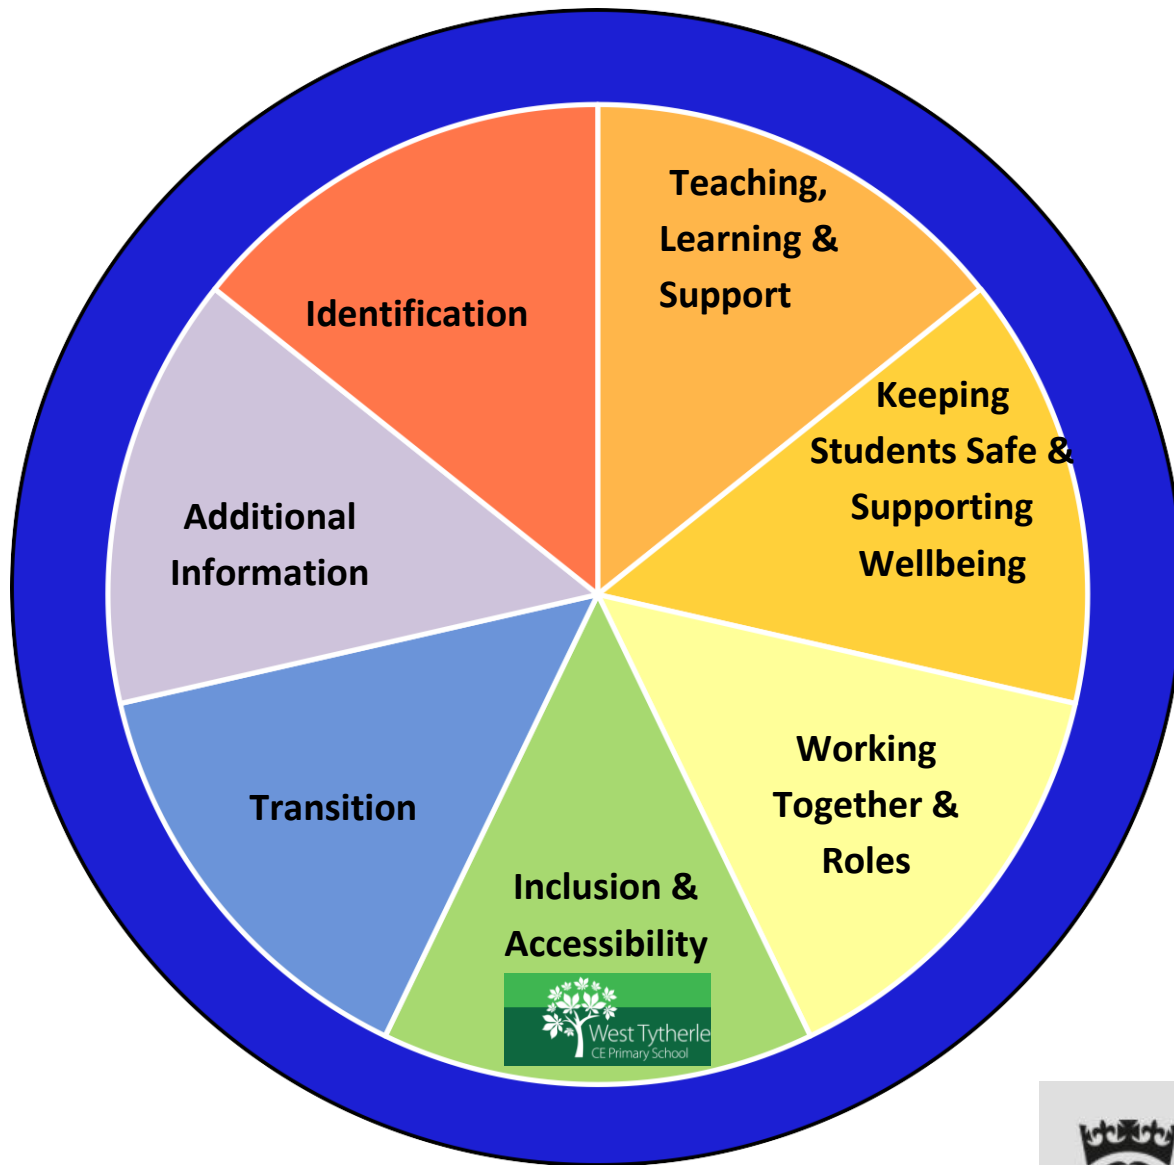 Teaching,
Learning &
Support
Keeping
Students Safe &
Supporting
Wellbeing
Working
Together &
Roles
Inclusion &
Accessibility
West Tytherle
CE Primary School
Transition
Additional
Information
Identification